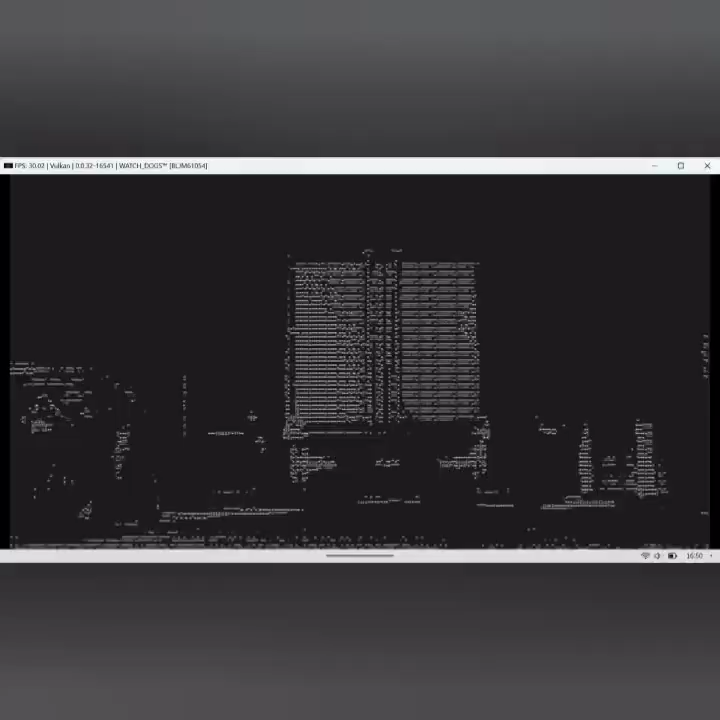 FPS: 30.02 | Vulkan | 0.0.32-16541 | WATCH_DOGS™ [BLJM61054]
16:50